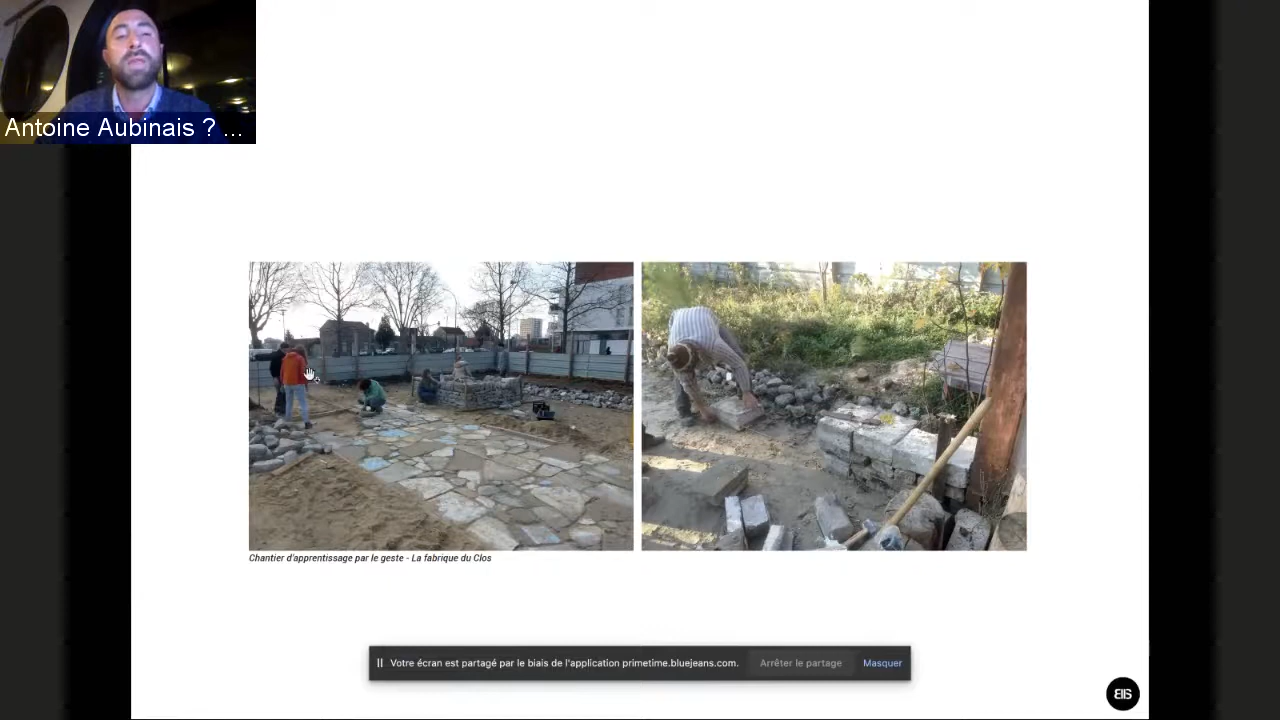 Antoine Aubinais ? ...
Chantier d'apprentissage par le geste - La fabrique du Clos
Votre écran est partagé par le biais de l'application primetime.bluejeans.com. Arrêter le partage Masquer